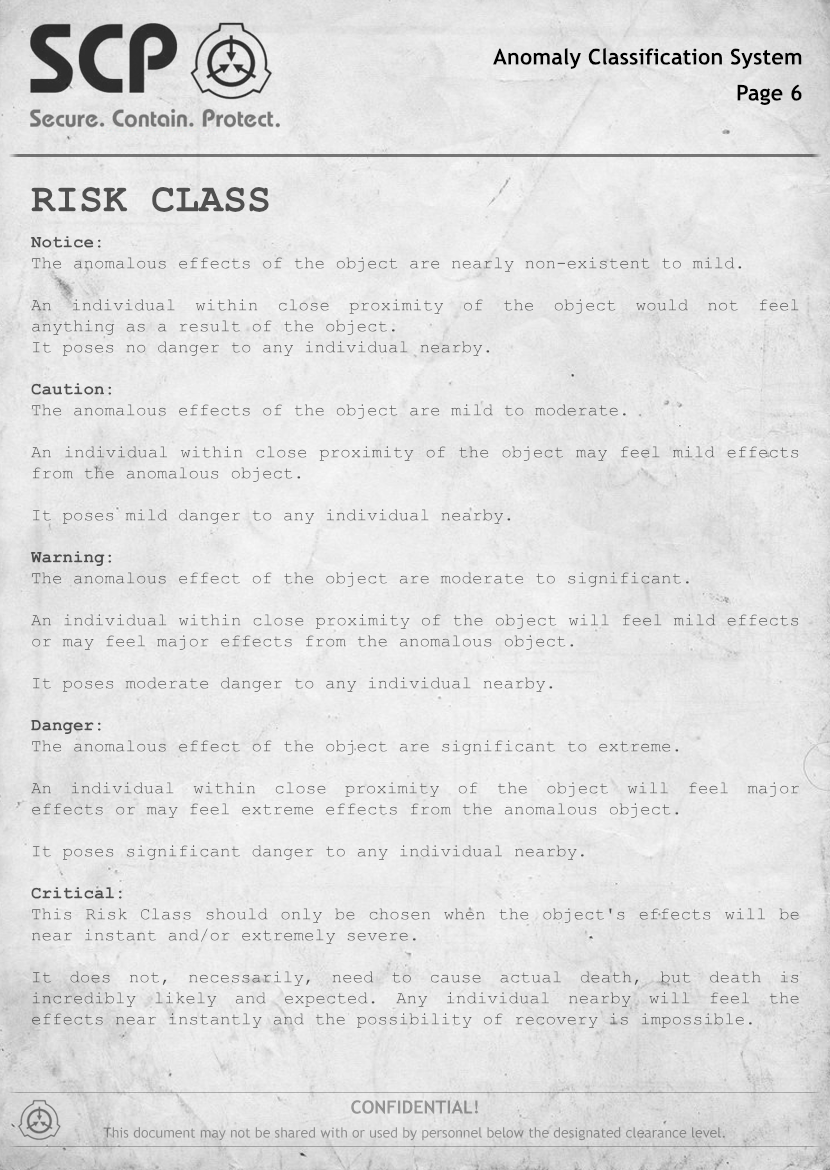 SCP
Secure. Contain. Protect.
Anomaly Classification System
Page 6
RISK CLASS
Notice:
The anomalous effects of the object are nearly non-existent to mild.
An individual within close proximity of the object would not feel
anything as a result of the object.
It poses no danger to any individual nearby.
Caution:
The anomalous effects of the object are mild to moderate.
An individual within close proximity of the object may feel mild effects
from the anomalous object.
It poses mild danger to any individual nearby.
Warning:
The anomalous effect of the object are moderate to significant.
An individual within close proximity of the object will feel mild effects
or may feel major effects from the anomalous object.
It poses moderate danger to any individual nearby.
Danger:
The anomalous effect of the object are significant to extreme.
An individual within close proximity of the object will feel major
effects or may feel extreme effects from the anomalous object.
It poses significant danger to any individual nearby.
Critical:
This Risk Class should only be chosen when the object's effects will be
near instant and/or extremely severe.
It does not, necessarily, need to cause actual death, but death is
incredibly likely and expected. Any individual nearby will feel the
effects near instantly and the possibility of recovery is impossible.
CONFIDENTIAL!
This document may not be shared with or used by personnel below the designated clearance level.